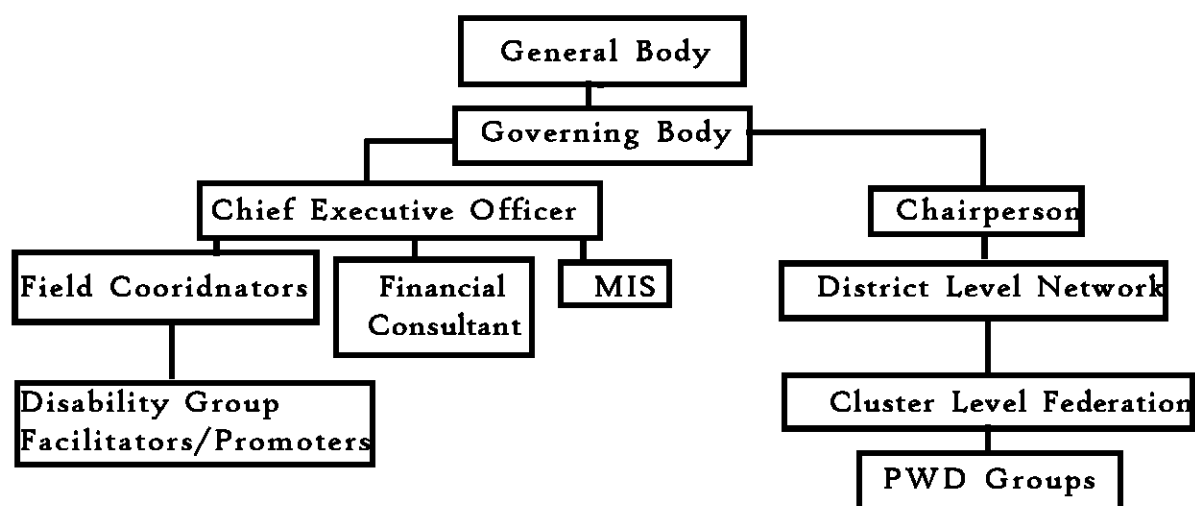 General Body
Governing Body
Chief Executive Officer
Chairperson
Field Cooridnators
Financial
Consultant
MIS
District Level Network
Disability Group
Facilitators/Promoters
Cluster Level Federation
PWD Groups